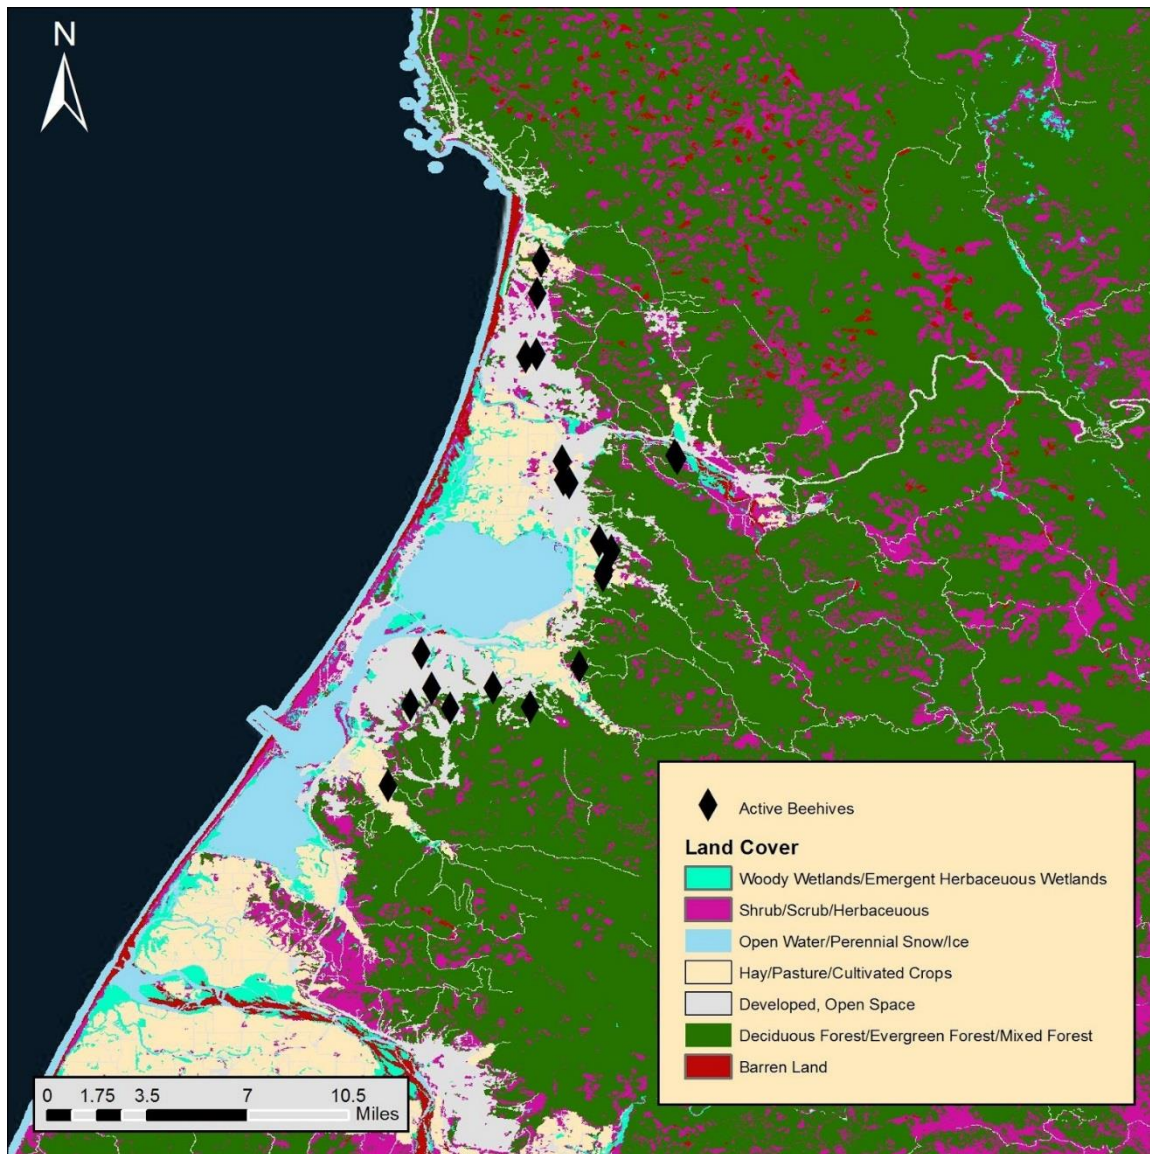 N
Active Beehives
Land Cover
Woody Wetlands/Emergent Herbaceuous Wetlands
Shrub/Scrub/Herbaceuous
Open Water/Perennial Snow/Ice
Hay/Pasture/Cultivated Crops
Developed, Open Space
Deciduous Forest/Evergreen Forest/Mixed Forest
Barren Land
0 1.75 3.5 7 10.5
Miles